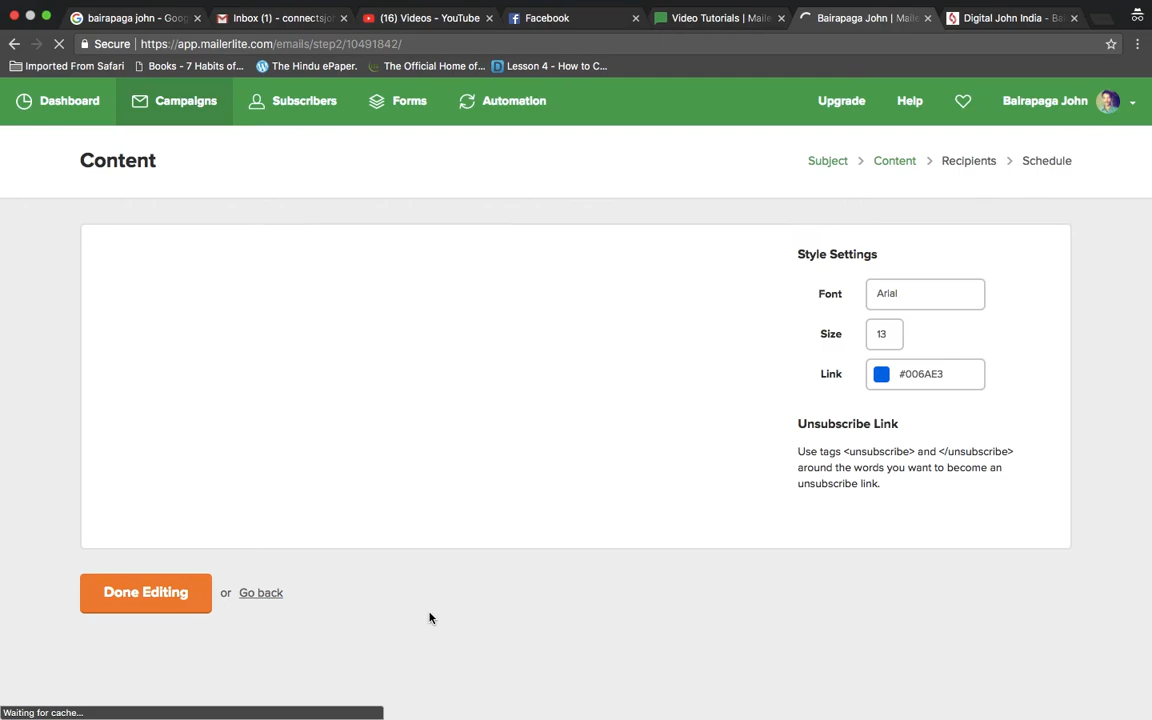 bairapaga john - Goo
Inbox (1) - connectsjo
(16) Videos - YouTube
Facebook
Video Tutorials | Maile
Bairapaga John | Maile
Digital John India - Ba
Secure
https://app.mailerlite.com/emails/step2/10491842/
Imported From Safari
Books - 7 Habits of...
The Hindu ePaper.
The Official Home of...
Lesson 4 - How to C...
Dashboard
Campaigns
Subscribers
Forms
Automation
Upgrade
Help
Bairapaga John
Content
Subject > Content > Recipients > Schedule
Style Settings
Font Arial
Size 13
Link #006AE3
Unsubscribe Link
Use tags <unsubscribe> and </unsubscribe>
around the words you want to become an
unsubscribe link.
Done Editing or Go back
Waiting for cache...